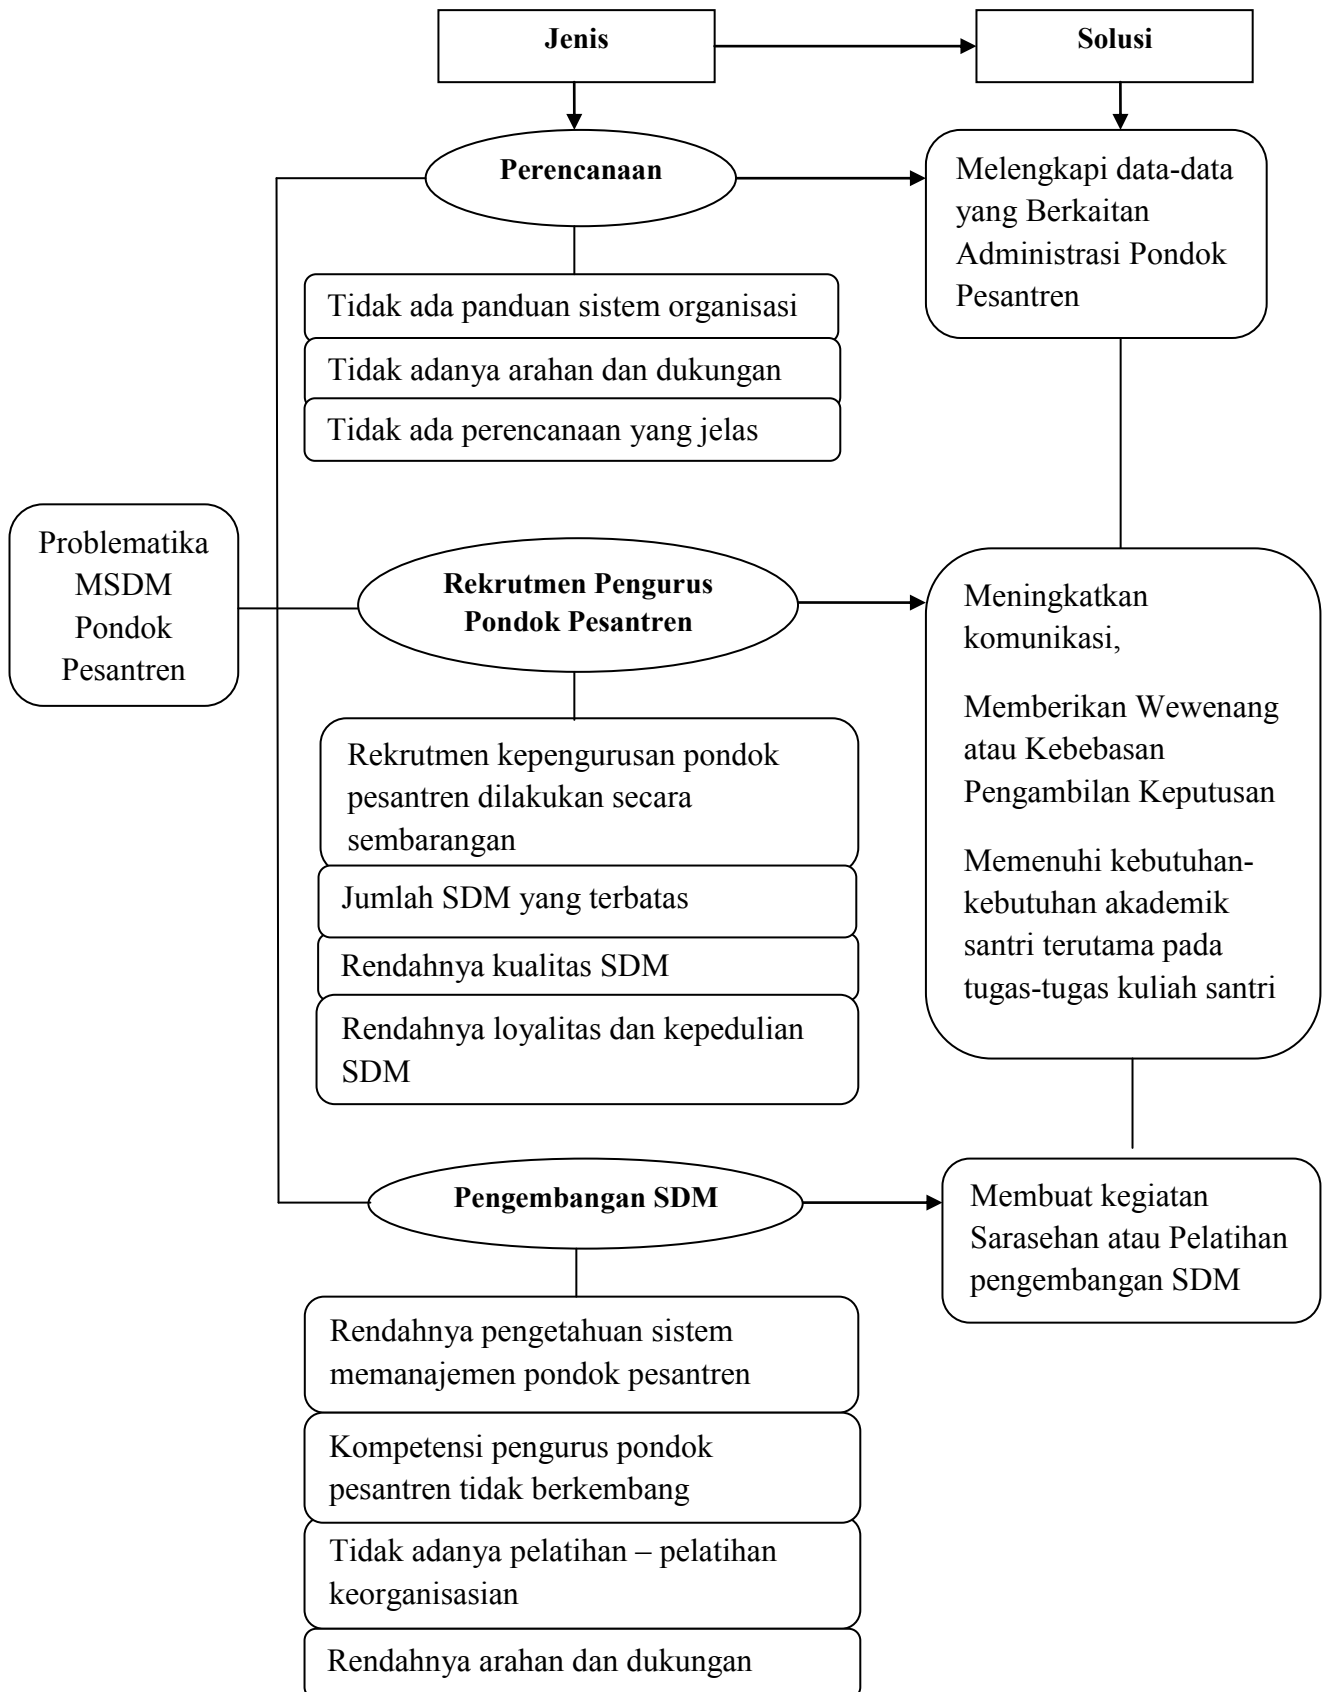 Jenis
Solusi
Perencanaan
Melengkapi data-data
yang Berkaitan
Administrasi Pondok
Pesantren
Tidak ada panduan sistem organisasi
Tidak adanya arahan dan dukungan
Tidak ada perencanaan yang jelas
Problematika
MSDM
Pondok
Pesantren
Rekrutmen Pengurus
Pondok Pesantren
Meningkatkan
komunikasi,
Memberikan Wewenang
atau Kebebasan
Pengambilan Keputusan
Memenuhi kebutuhan-
kebutuhan akademik
santri terutama pada
tugas-tugas kuliah santri
Rekrutmen kepengurusan pondok
pesantren dilakukan secara
sembarangan
Jumlah SDM yang terbatas
Rendahnya kualitas SDM
Rendahnya loyalitas dan kepedulian
SDM
Pengembangan SDM
Membuat kegiatan
Sarasehan atau Pelatihan
pengembangan SDM
Rendahnya pengetahuan sistem
memanajemen pondok pesantren
Kompetensi pengurus pondok
pesantren tidak berkembang
Tidak adanya pelatihan – pelatihan
keorganisasian
Rendahnya arahan dan dukungan